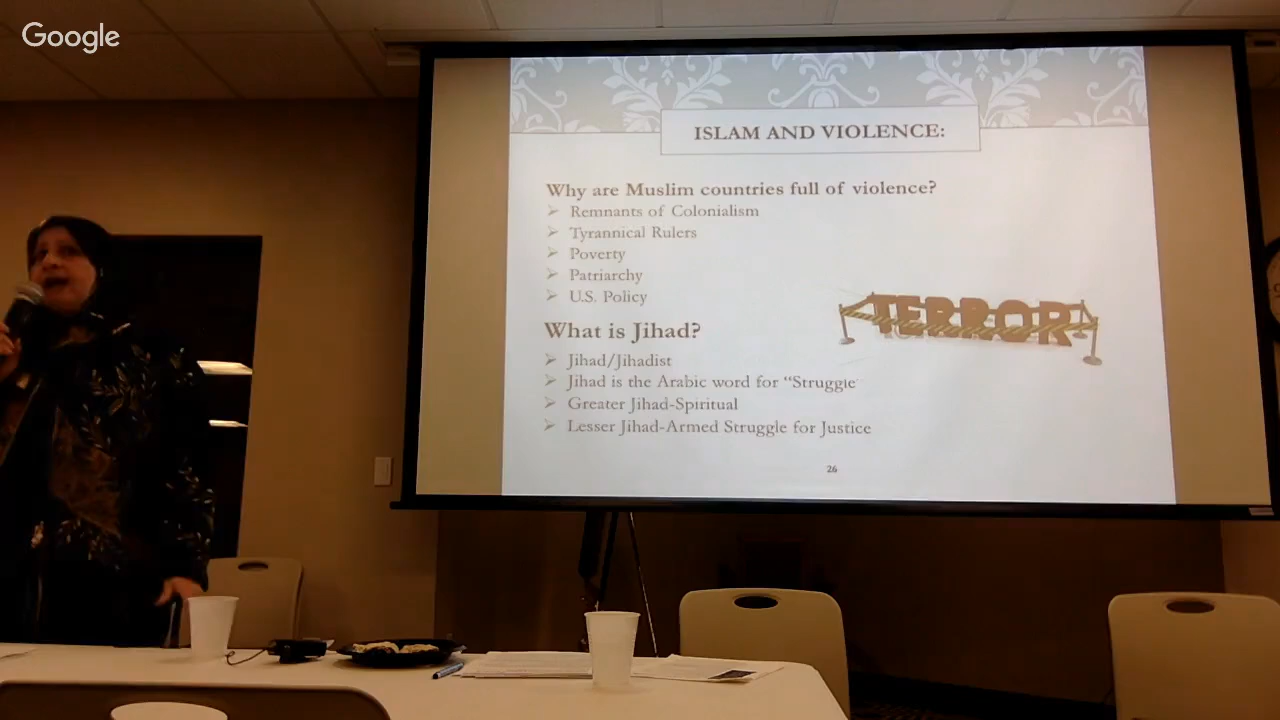 Google
ISLAM AND VIOLENCE:
Why are Muslim countries full of violence?
➢ Remnants of Colonialism
➢ Tyrannical Rulers
➢ Poverty
➢ Patriarchy
➢ U.S. Policy
TERROR
What is Jihad?
➢ Jihad/Jihadist
➢ Jihad is the Arabic word for “Struggle
➢ Greater Jihad-Spiritual
➢ Lesser Jihad-Armed Struggle for Justice
26